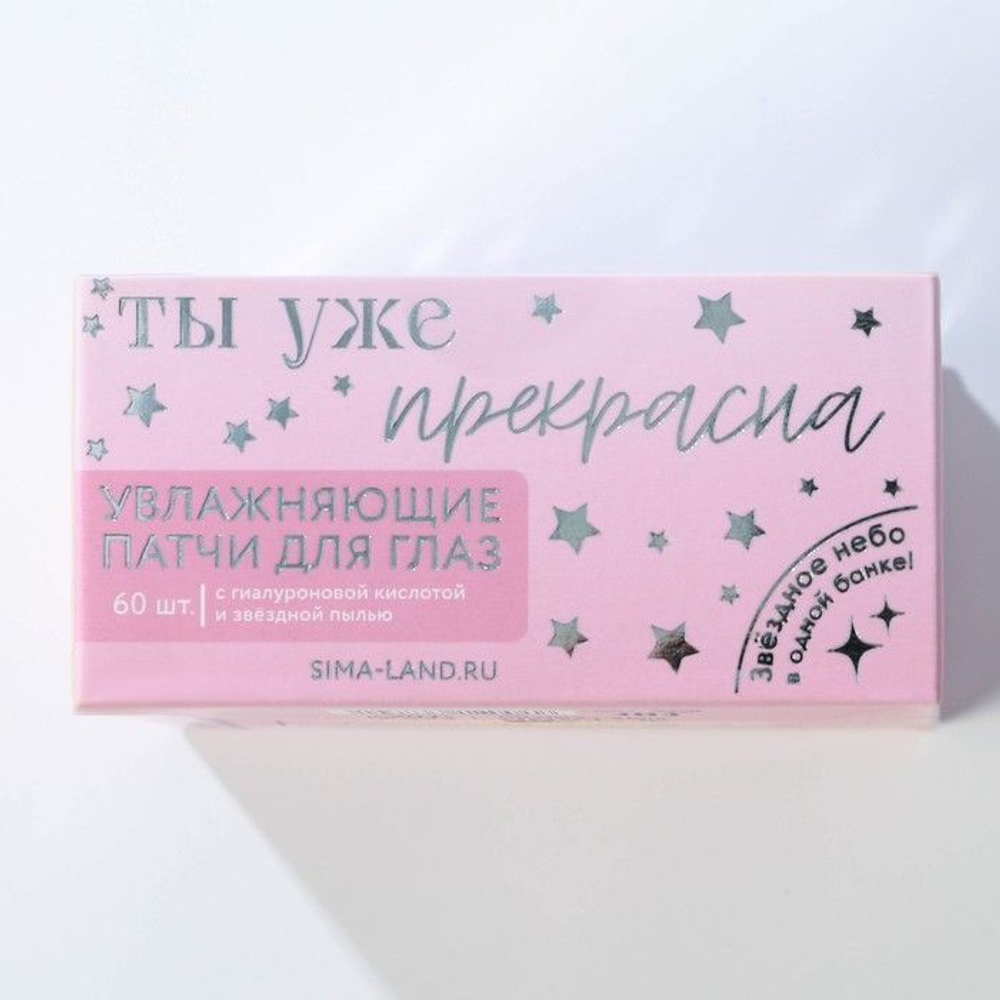 ты уже
прекрасна
УВЛАЖНЯЮЩИЕ
ПАТЧИ ДЛЯ ГЛАЗ
60 шт.
с гиалуроновой кислотой
и звёздной пылью
SIMA-LAND.RU
Звёздное небо
в одной банке!